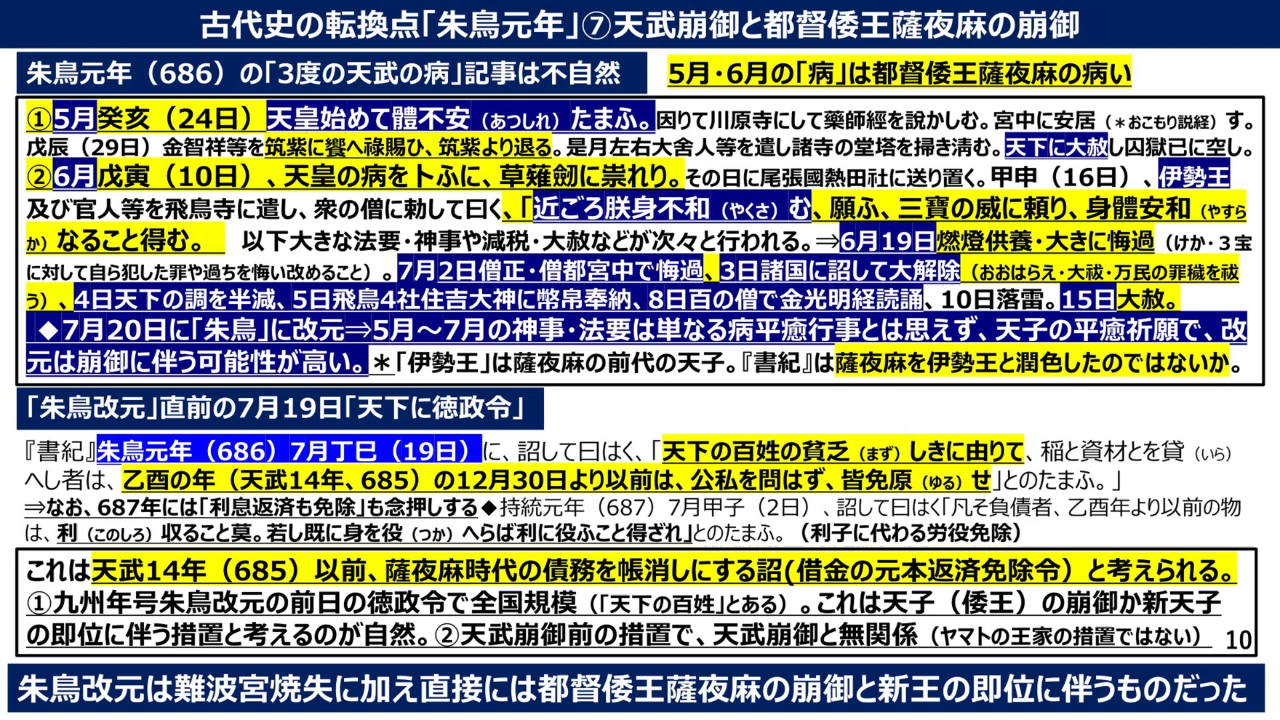 古代史の転換点「朱鳥元年」⑦天武崩御と都督倭王薩夜麻の崩御
朱鳥元年（686）の「3度の天武の病」記事は不自然
5月・6月の「病」は都督倭王薩夜麻の病い
①5月癸亥（24日）天皇始めて體不安（あつしれ）たまふ。因りて川原寺にして薬師經を說かしむ。宮中に安居（＊おこもり説経）す。
戊辰（29日）金智祥等を筑紫に饗へ祿賜ひ、筑紫より退る。是月左右大舍人等を遣し諸寺の堂塔を掃き淸む。天下に大赦し囚獄已に空し。
②6月戊寅（10日）、天皇の病を卜ふに、草薙劒に祟れり。その日に尾張國熱田社に送り置く。甲申（16日）、伊勢王
及び官人等を飛鳥寺に遣し、衆の僧に勅して曰く、「近ごろ朕身不和（やくさ）む、願ふ、三寶の威に頼り、身體安和（やすら
か）なること得む。　以下大きな法要・神事や減税・大赦などが次々と行われる。⇒6月19日燃燈供養・大きに悔過（けか・３宝
に対して自ら犯した罪や過ちを悔い改めること）。7月2日僧正・僧都宮中で悔過、3日諸国に詔して大解除（おおはらえ・大祓・万民の罪穢を祓
う）、4日天下の調を半減、5日飛鳥4社住吉大神に幣帛奉納、8日百の僧で金光明経読誦、10日落雷。15日大赦。
◆7月20日に「朱鳥」に改元⇒5月～7月の神事・法要は単なる病平癒行事とは思えず、天子の平癒祈願で、改
元は崩御に伴う可能性が高い。＊「伊勢王」は薩夜麻の前代の天子。『書紀』は薩夜麻を伊勢王と潤色したのではないか。
「朱鳥改元」直前の7月19日「天下に徳政令」
『書紀』朱鳥元年（686）7月丁巳（19日）に、詔して曰はく、「天下の百姓の貧乏（まず）しきに由りて、稲と資材とを貸（いら）
へし者は、乙酉の年（天武14年、685）の12月30日より以前は、公私を問はず、皆免原（ゆる）せ」とのたまふ。」
⇒なお、687年には「利息返済も免除」も念押しする◆持統元年（687）7月甲子（2日）、詔して曰はく「凡そ負債者、乙酉年より以前の物
は、利（このしろ）収ること莫。若し既に身を役（つか）へらば利に役ふこと得ざれ」とのたまふ。（利子に代わる労役免除）
これは天武14年（685）以前、薩夜麻時代の債務を帳消しにする詔(借金の元本返済免除令）と考えられる。
①九州年号朱鳥改元の前日の徳政令で全国規模（「天下の百姓」とある）。これは天子（倭王）の崩御か新天子
の即位に伴う措置と考えるのが自然。②天武崩御前の措置で、天武崩御と無関係（ヤマトの王家の措置ではない）
10
朱鳥改元は難波宮焼失に加え直接には都督倭王薩夜麻の崩御と新王の即位に伴うものだった